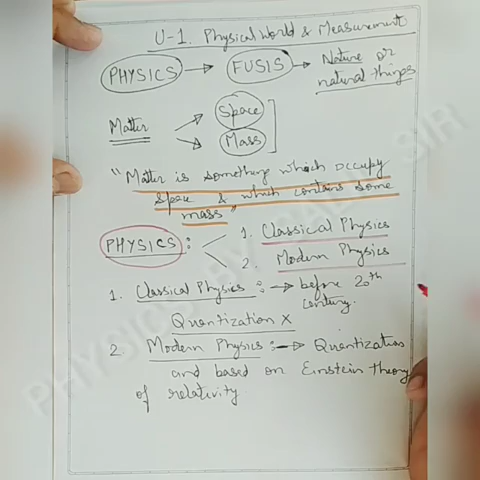 U-1. Physical World & Measurement
PHYSICS → FUSIS → Nature or
natural things
Matter → Space
→ Mass
"Matter is something which occupy
space & which contains some
mass"
PHYSICS : 1. Classical Physics
2. Modern Physics
1. Classical Physics :→ before 20th
century.
Quantization X
2. Modern Physics :→ Quantization
and based on Einstein theory
of relativity